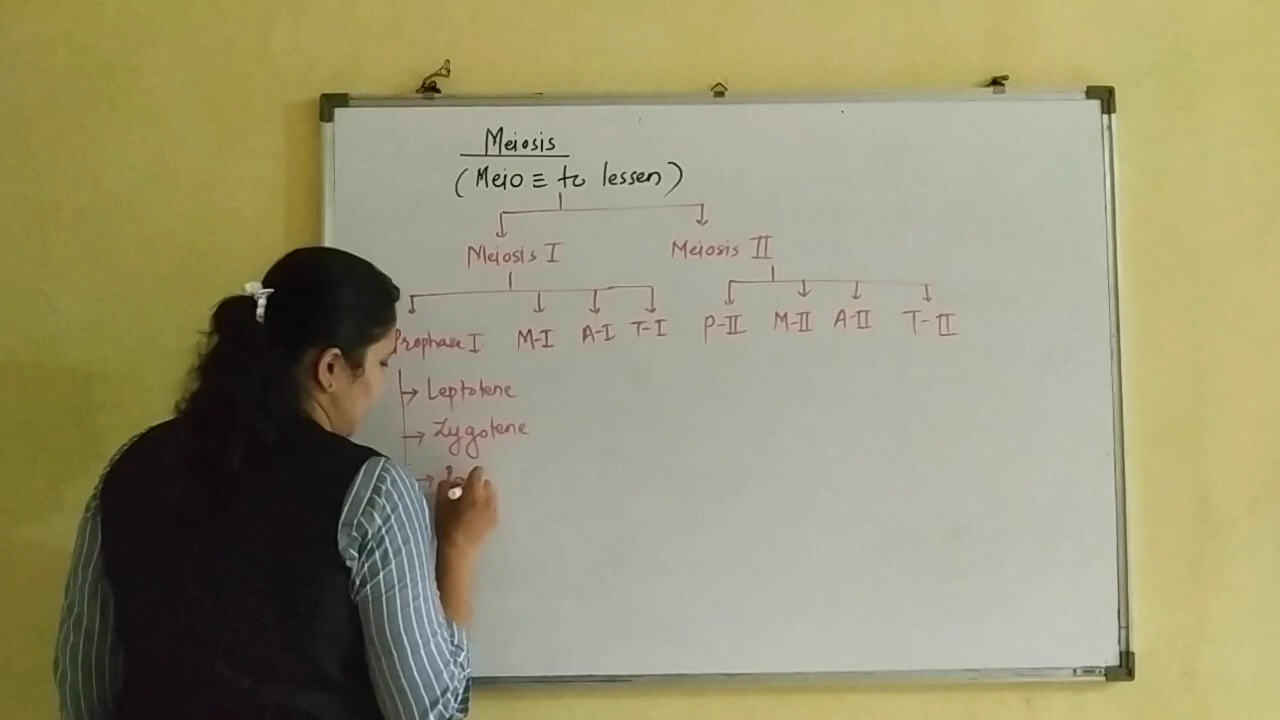 Meiosis
(Meio ≡ to lessen)
Meiosis I Meiosis II
Prophase I M-I A-I T-I P-II M-II A-II T-II
→ Leptotene
→ Zygotene